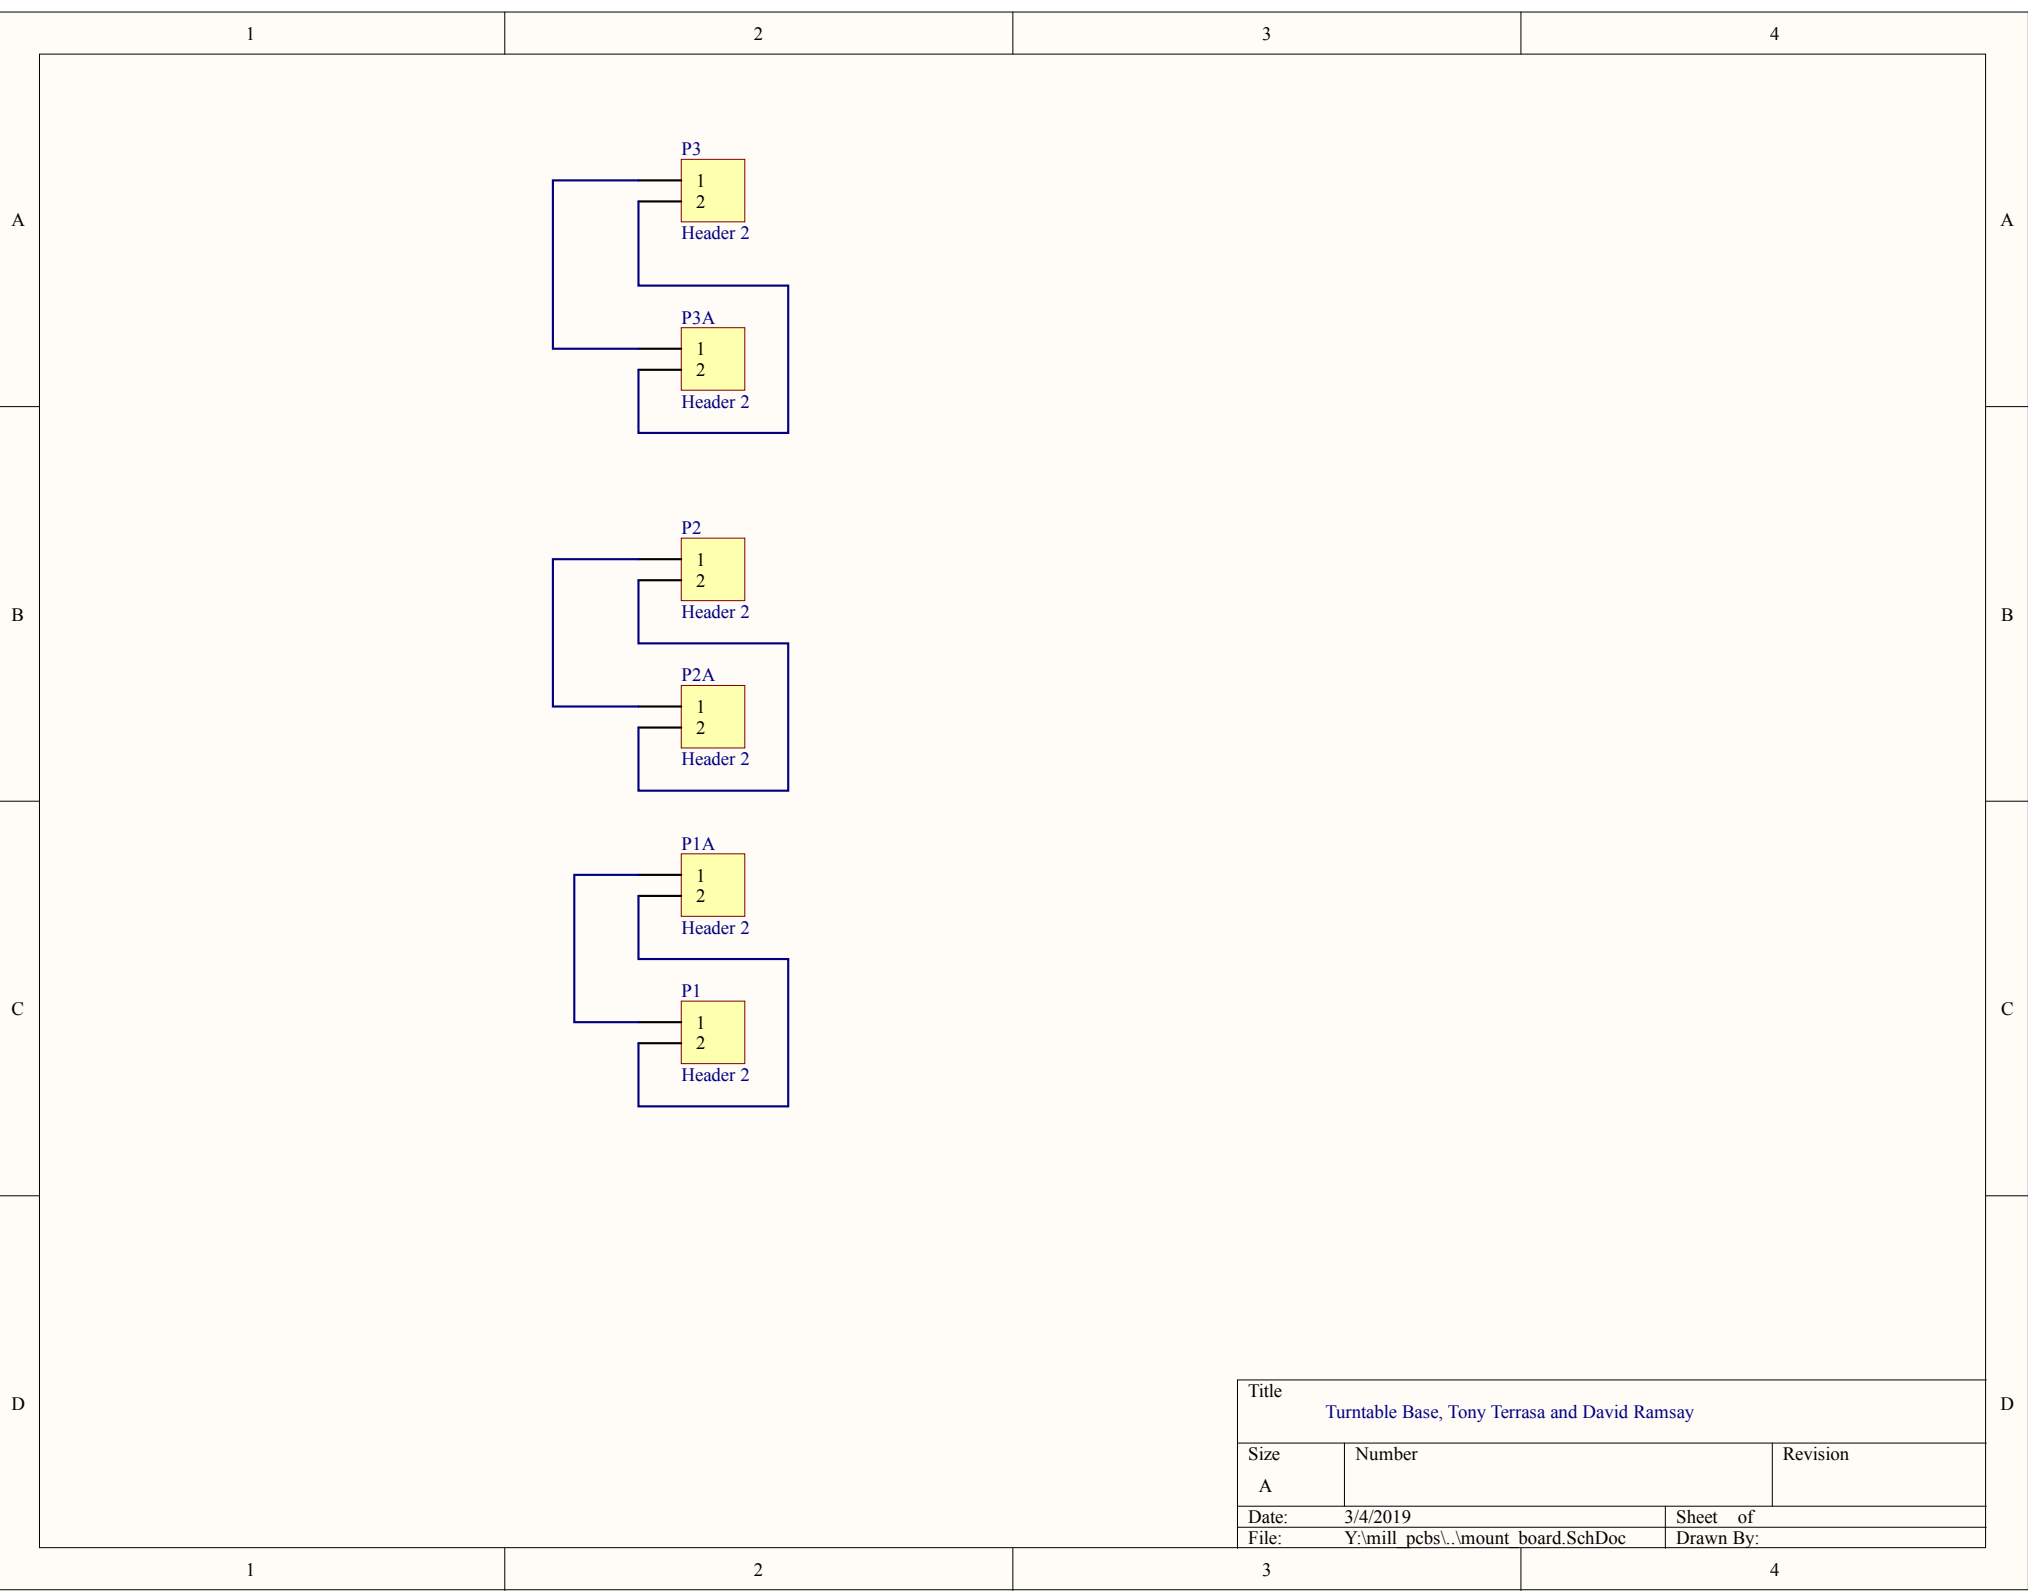 1 2 3 4
P3
1
2
Header 2
A A
P3A
1
2
Header 2
P2
1
2
Header 2
B B
P2A
1
2
Header 2
P1A
1
2
Header 2
P1
1
2
Header 2
C C
Title
Turntable Base, Tony Terrasa and David Ramsay
D D
Size Number Revision
A
Date: 3/4/2019 Sheet of
File: Y:\mill_pcbs\..\mount_board.SchDoc Drawn By:
1 2 3 4